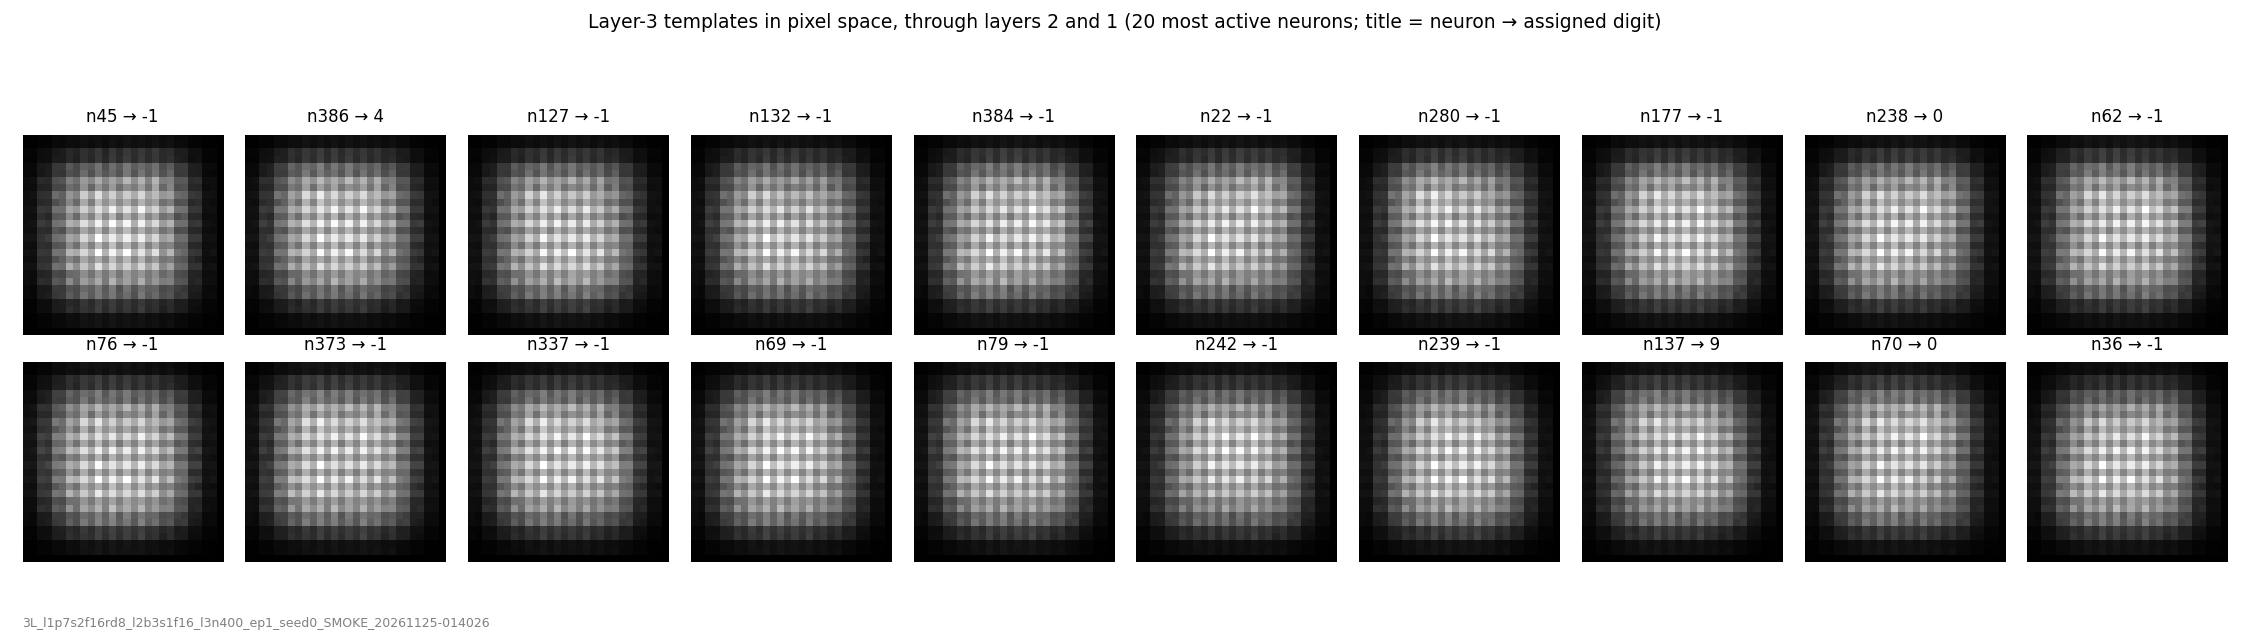 Layer-3 templates in pixel space, through layers 2 and 1 (20 most active neurons; title = neuron → assigned digit)
n45 → -1 n386 → 4 n127 → -1 n132 → -1 n384 → -1 n22 → -1 n280 → -1 n177 → -1 n238 → 0 n62 → -1
n76 → -1 n373 → -1 n337 → -1 n69 → -1 n79 → -1 n242 → -1 n239 → -1 n137 → 9 n70 → 0 n36 → -1
3L_l1p7s2f16rd8_l2b3s1f16_l3n400_ep1_seed0_SMOKE_20261125-014026